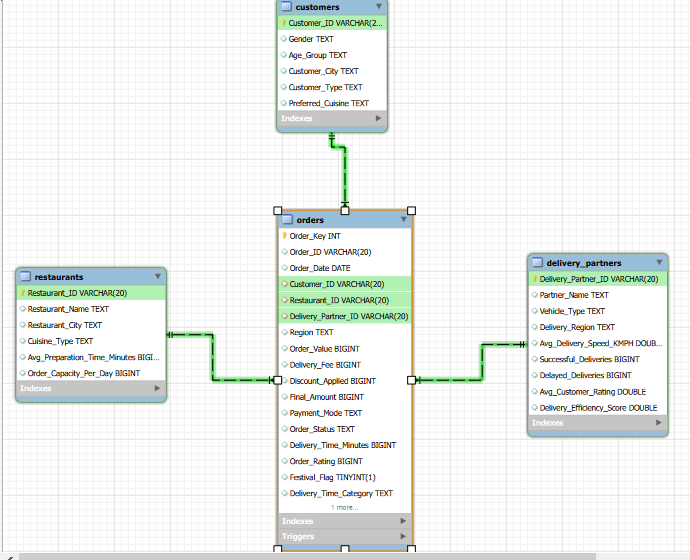 customers
Customer_ID VARCHAR(2...
Gender TEXT
Age_Group TEXT
Customer_City TEXT
Customer_Type TEXT
Preferred_Cuisine TEXT
Indexes
orders
Order_Key INT
Order_ID VARCHAR(20)
Order_Date DATE
Customer_ID VARCHAR(20)
Restaurant_ID VARCHAR(20)
Delivery_Partner_ID VARCHAR(20)
Region TEXT
Order_Value BIGINT
Delivery_Fee BIGINT
Discount_Applied BIGINT
Final_Amount BIGINT
Payment_Mode TEXT
Order_Status TEXT
Delivery_Time_Minutes BIGINT
Order_Rating BIGINT
Festival_Flag TINYINT(1)
Delivery_Time_Category TEXT
1 more...
Indexes
Triggers
restaurants
Restaurant_ID VARCHAR(20)
Restaurant_Name TEXT
Restaurant_City TEXT
Cuisine_Type TEXT
Avg_Preparation_Time_Minutes BIGI...
Order_Capacity_Per_Day BIGINT
Indexes
delivery_partners
Delivery_Partner_ID VARCHAR(20)
Partner_Name TEXT
Vehicle_Type TEXT
Delivery_Region TEXT
Avg_Delivery_Speed_KMPH DOUB...
Successful_Deliveries BIGINT
Delayed_Deliveries BIGINT
Avg_Customer_Rating DOUBLE
Delivery_Efficiency_Score DOUBLE
Indexes